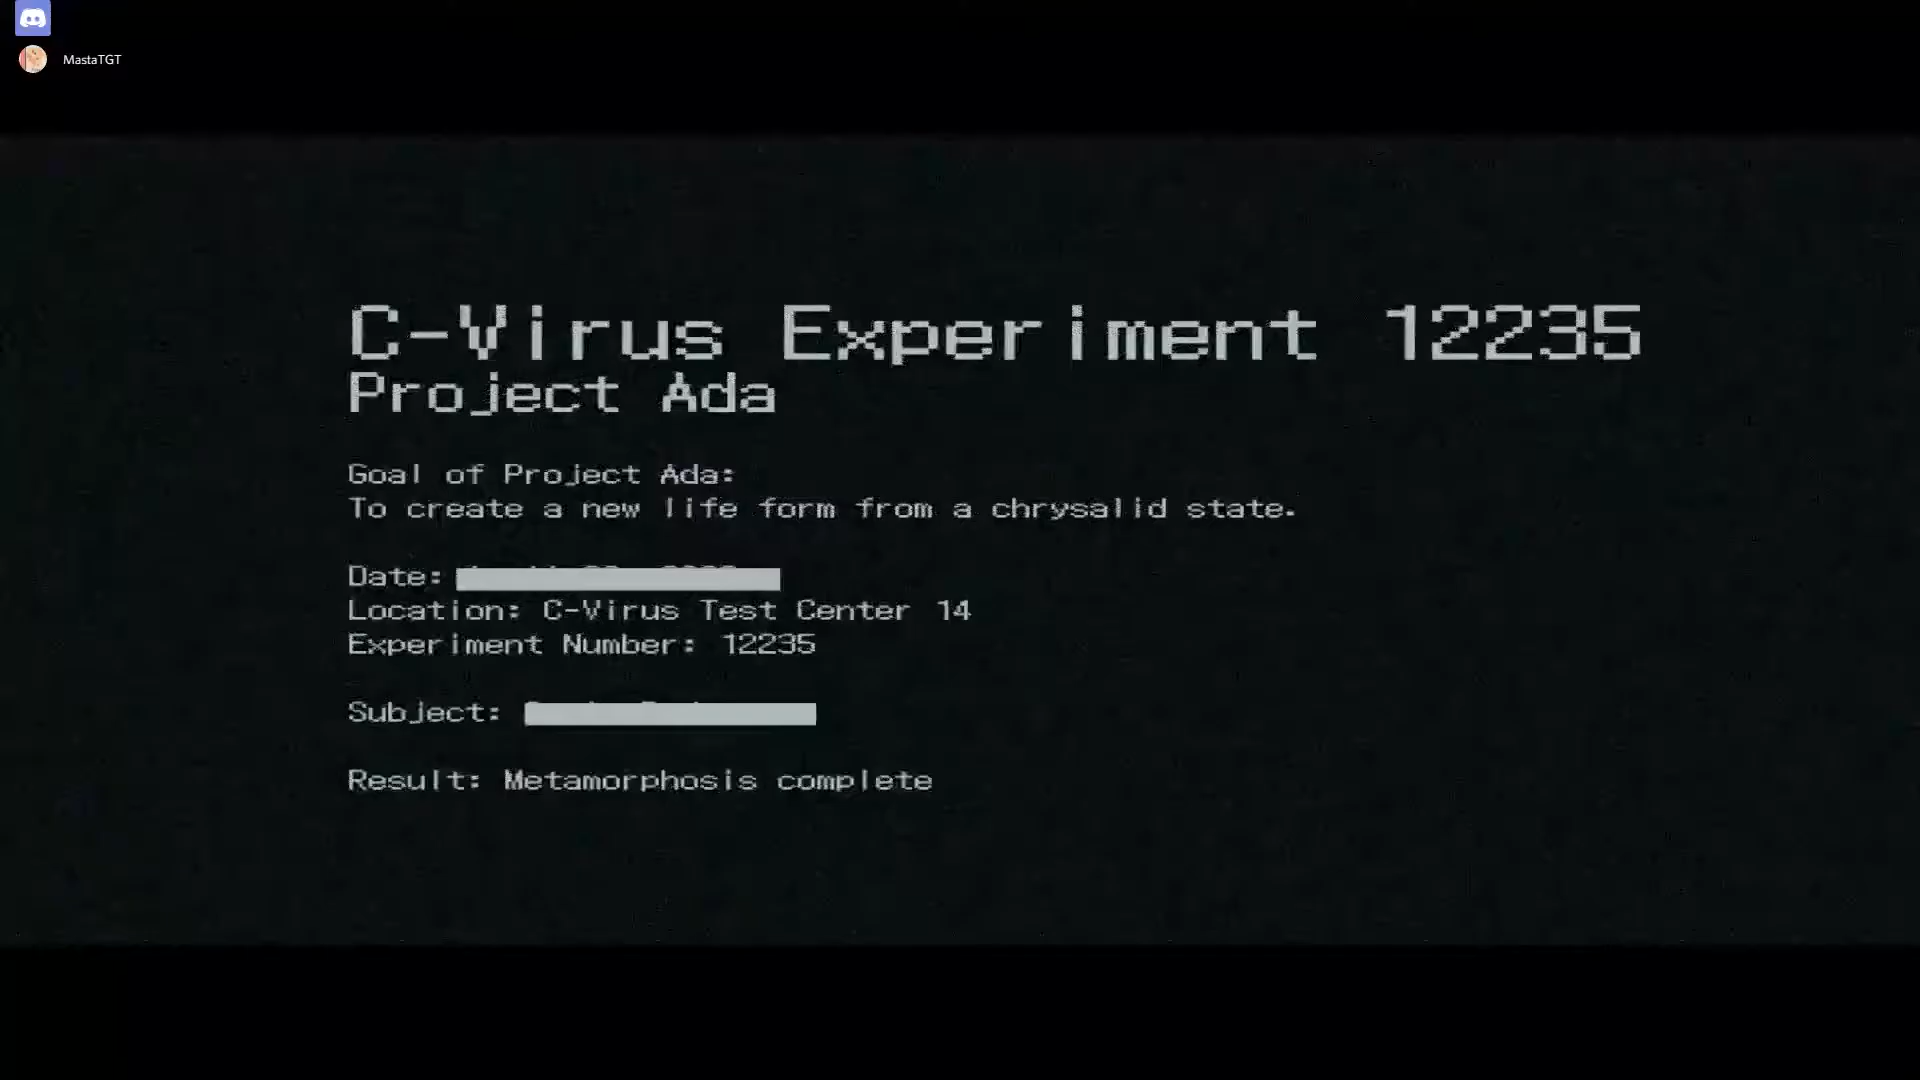 MastaTGT
C-Virus Experiment 12235
Project Ada
Goal of Project Ada:
To create a new life form from a chrysalid state.
Date:
Location: C-Virus Test Center 14
Experiment Number: 12235
Subject:
Result: Metamorphosis complete